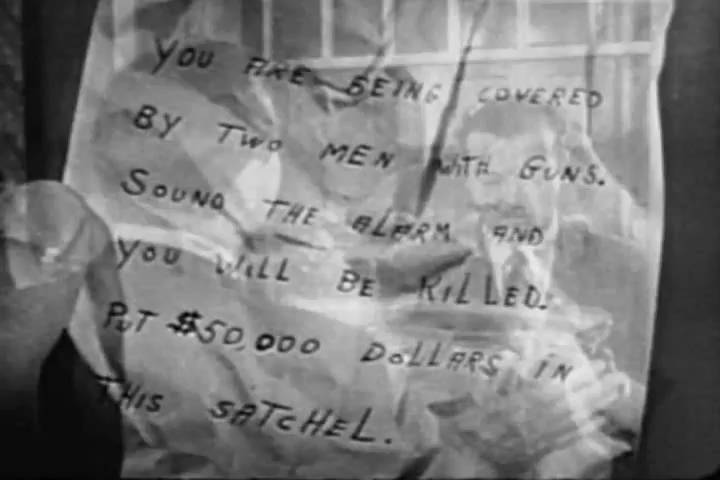 YOU ARE BEING COVERED
BY TWO MEN WITH GUNS.
SOUND THE ALARM AND
YOU WILL BE KILLED.
PUT $50,000 DOLLARS IN
THIS SATCHEL.